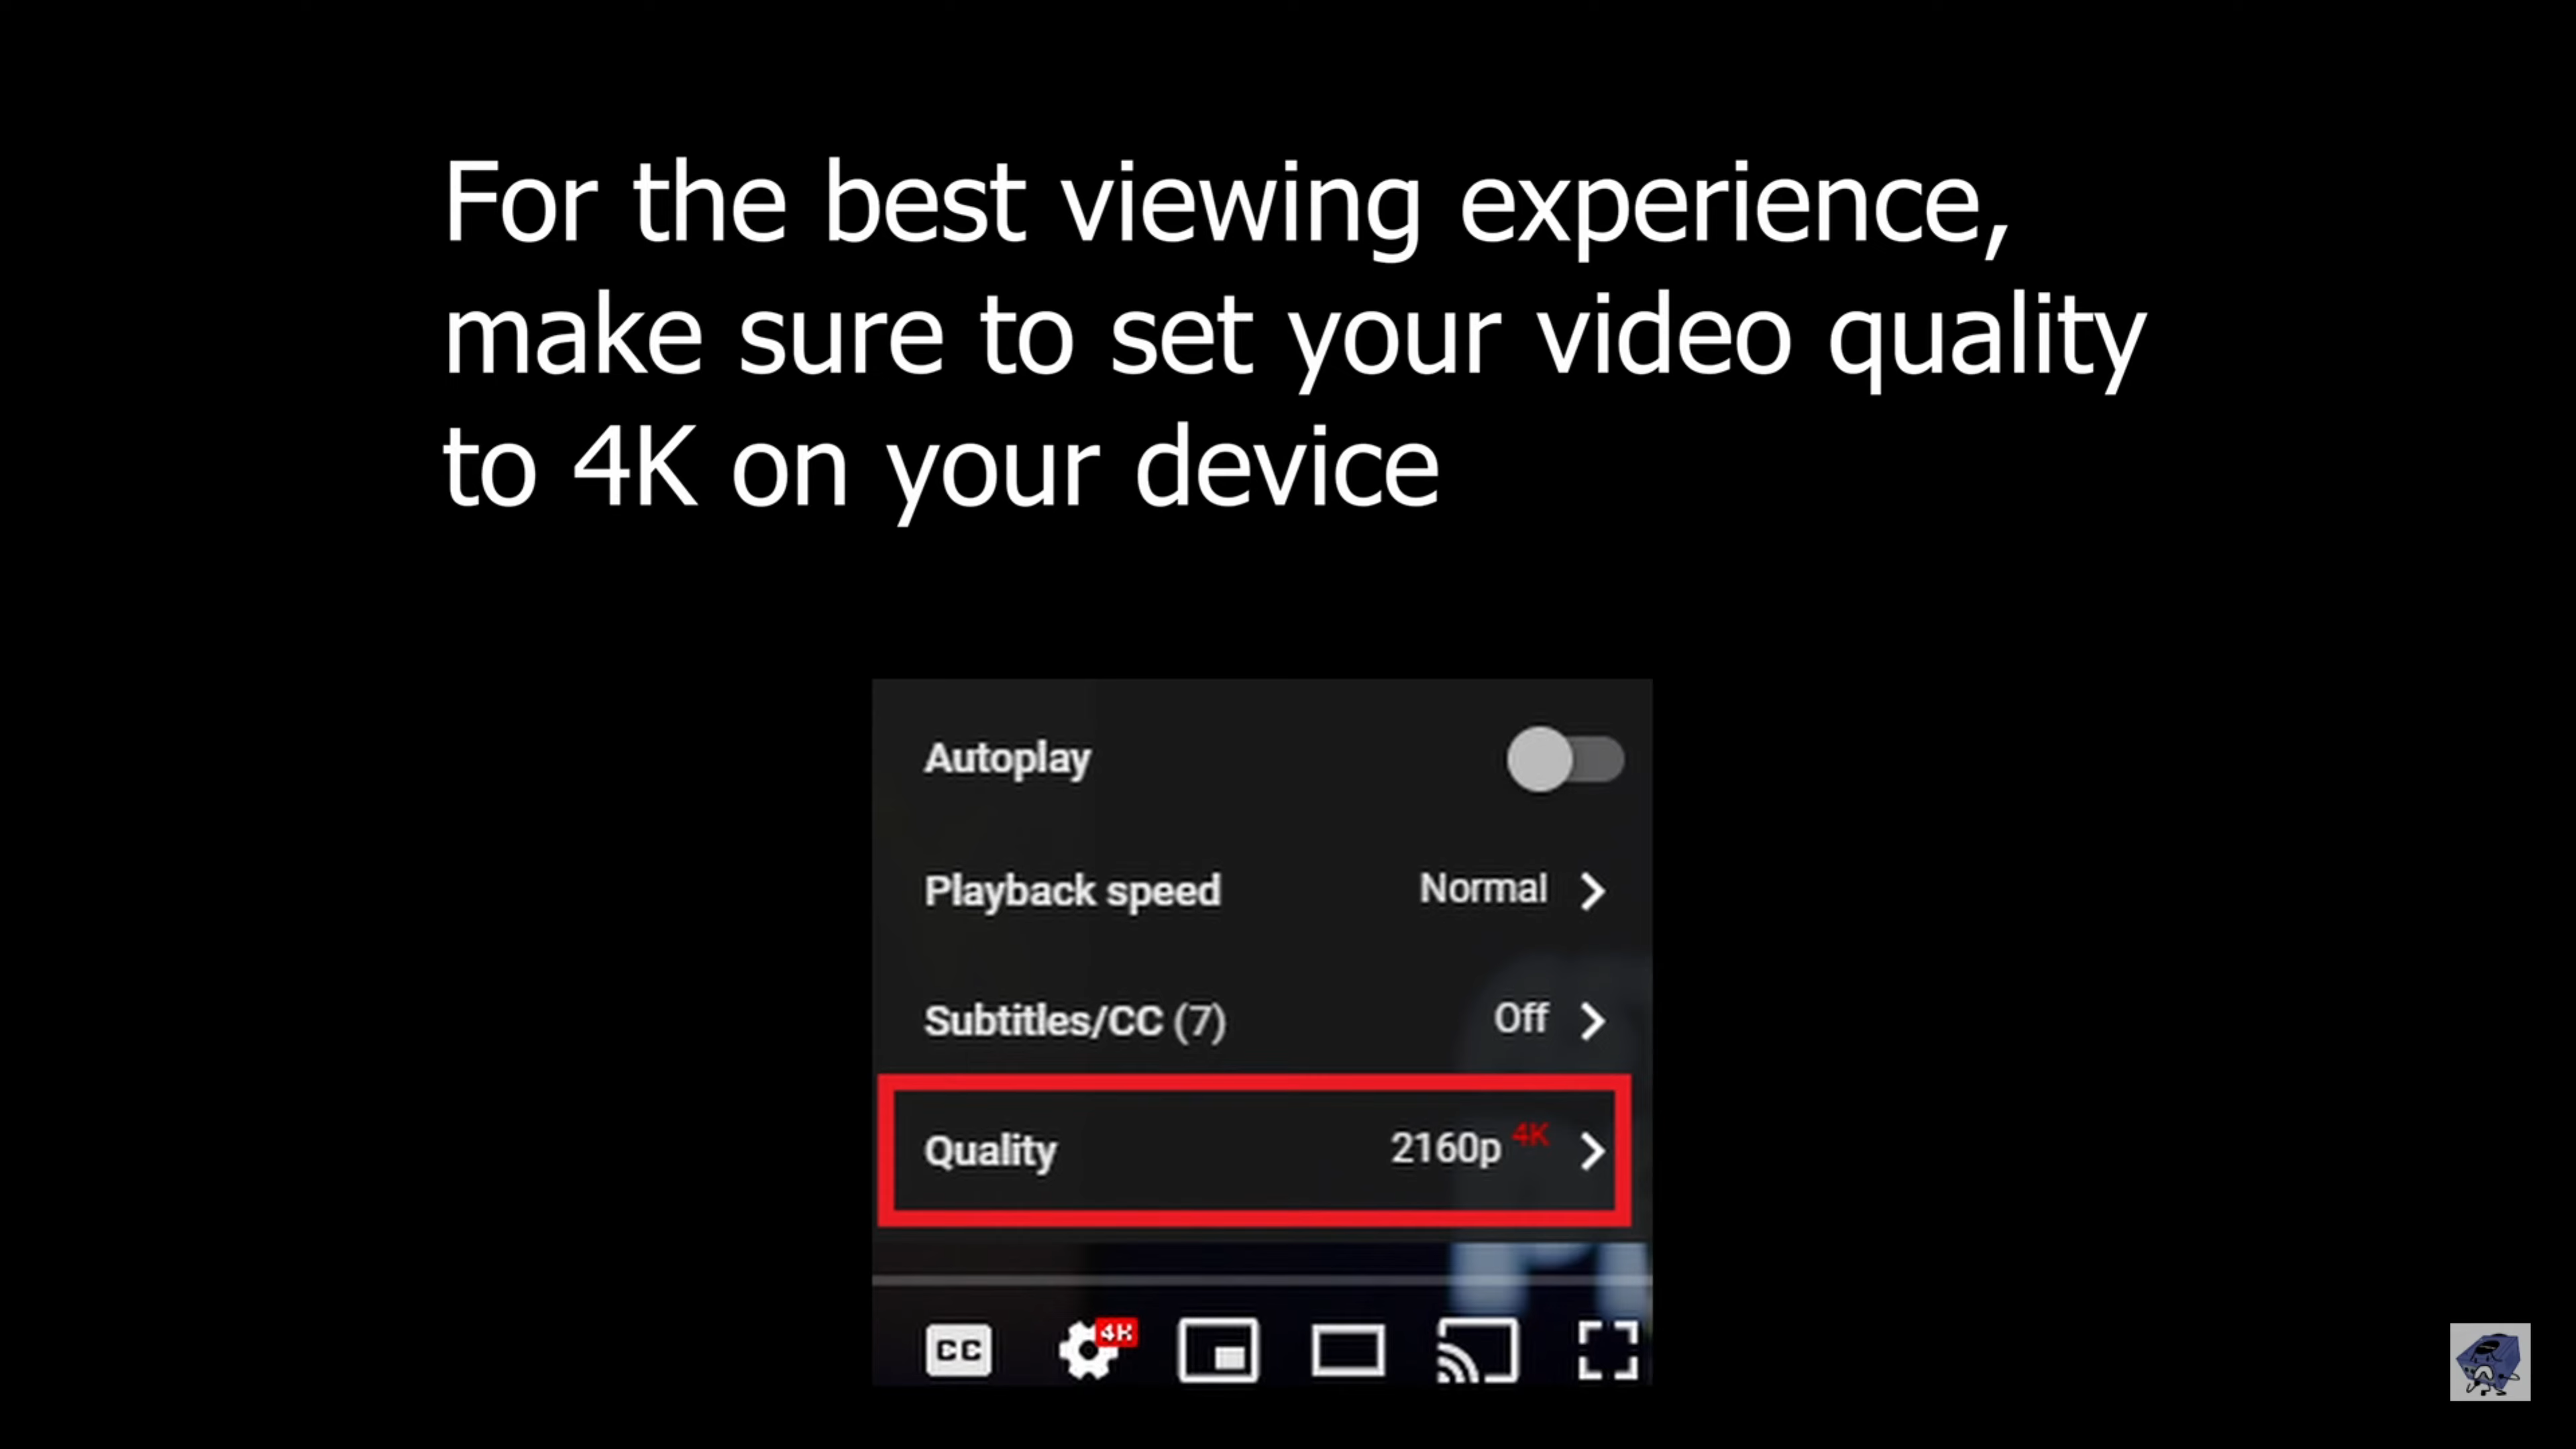 For the best viewing experience,
make sure to set your video quality
to 4K on your device
Autoplay
Playback speed Normal
Subtitles/CC (7) Off
Quality 2160p 4K
CC 4K